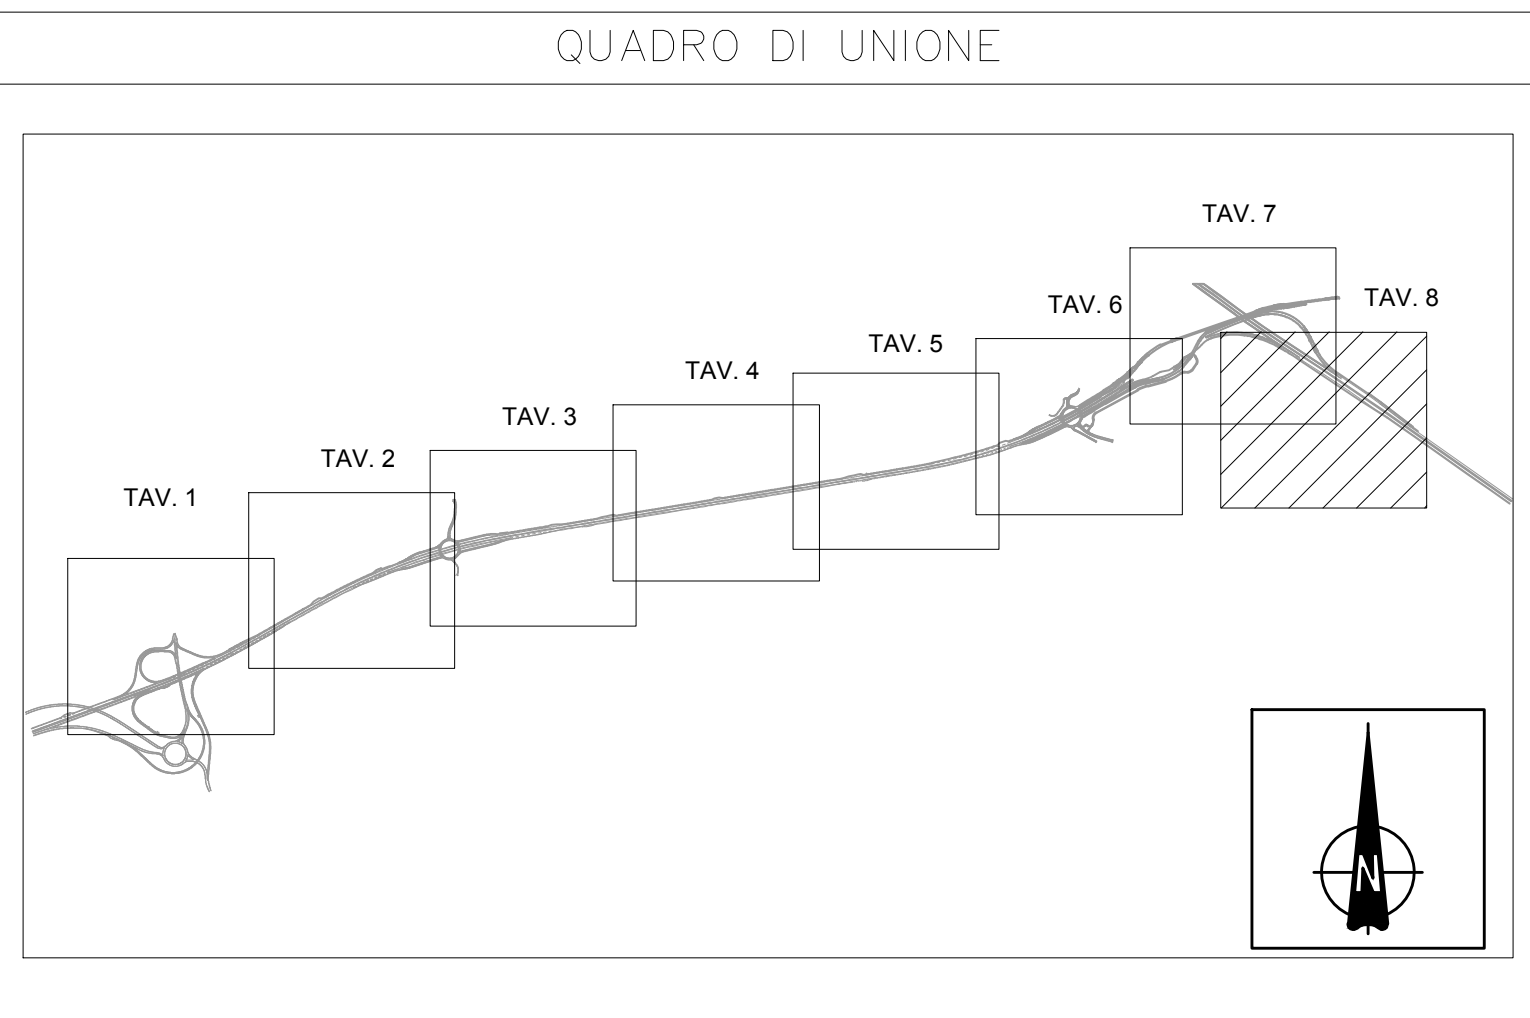 QUADRO DI UNIONE
TAV. 7
TAV. 8
TAV. 6
TAV. 5
TAV. 4
TAV. 3
TAV. 2
TAV. 1
N